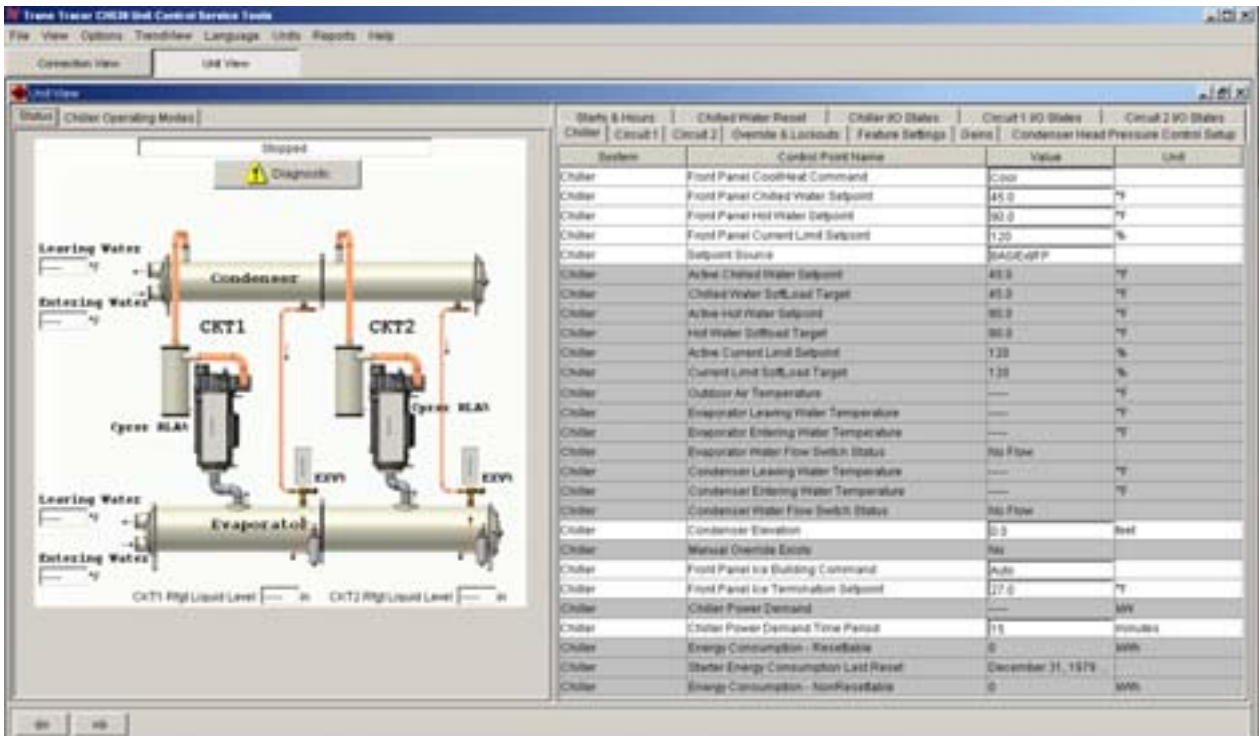 Trane Tracer CH530 Unit Control Service Tools
File View Options TrendView Language Units Reports Help
Connection View Unit View
Unit View
Status Chiller Operating Modes
Stopped
Diagnostic
Leaving Water
---- °F
Entering Water
---- °F
Condenser
CKT1 CKT2
Cprsr %RLA
Cprsr %RLA
EXV%
EXV%
Leaving Water
---- °F
Entering Water
---- °F
Evaporator
CKT1 Rfgt Liquid Level ---- in CKT2 Rfgt Liquid Level ---- in
Starts & Hours Chilled Water Reset Chiller I/O States Circuit 1 I/O States Circuit 2 I/O States
Chiller Circuit 1 Circuit 2 Override & Lockouts Feature Settings Gains Condenser Head Pressure Control Setup
System Control Point Name Value Unit
Chiller Front Panel Cool/Heat Command Cool
Chiller Front Panel Chilled Water Setpoint 45.0 °F
Chiller Front Panel Hot Water Setpoint 90.0 °F
Chiller Front Panel Current Limit Setpoint 120 %
Chiller Setpoint Source
Chiller Active Chilled Water Setpoint 45.0 °F
Chiller Chilled Water SoftLoad Target 45.0 °F
Chiller Active Hot Water Setpoint 90.0 °F
Chiller Hot Water Softload Target 90.0 °F
Chiller Active Current Limit Setpoint 120 %
Chiller Current Limit SoftLoad Target 120 %
Chiller Outdoor Air Temperature ----- °F
Chiller Evaporator Leaving Water Temperature ----- °F
Chiller Evaporator Entering Water Temperature ----- °F
Chiller Evaporator Water Flow Switch Status No Flow
Chiller Condenser Leaving Water Temperature ----- °F
Chiller Condenser Entering Water Temperature ----- °F
Chiller Condenser Water Flow Switch Status No Flow
Chiller Condenser Elevation 0.0 feet
Chiller Manual Override Exists No
Chiller Front Panel Ice Building Command Auto
Chiller Front Panel Ice Termination Setpoint 27.0 °F
Chiller Chiller Power Demand ----- kW
Chiller Chiller Power Demand Time Period 15 minutes
Chiller Energy Consumption - Resettable 0 kWh
Chiller Starter Energy Consumption Last Reset December 31, 1979 ...
Chiller Energy Consumption - NonResettable 0 kWh